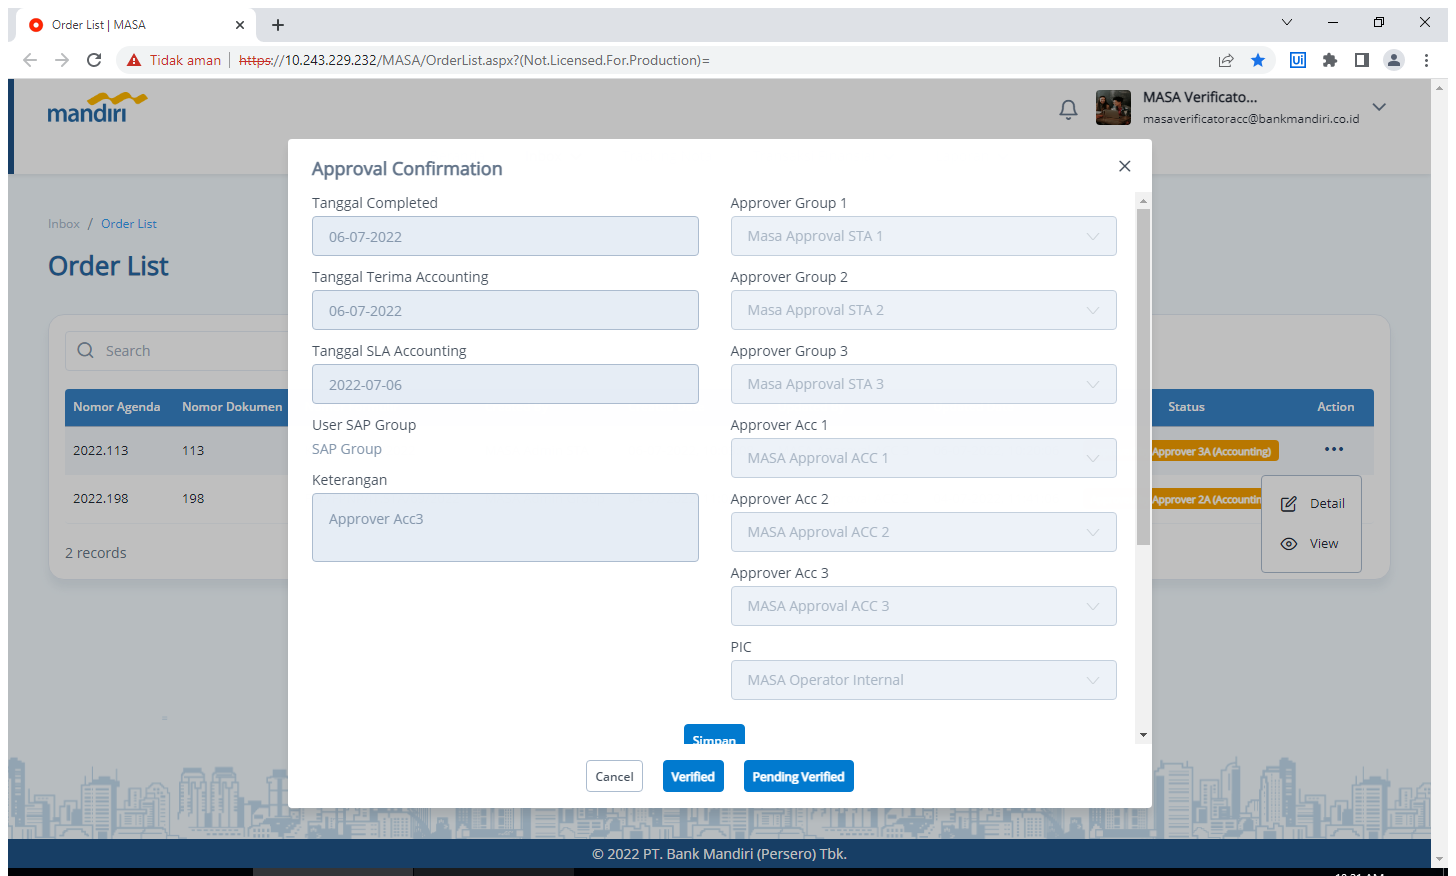 Order List | MASA
Tidak aman
https://10.243.229.232/MASA/OrderList.aspx?(Not.Licensed.For.Production)=
Ui
mandiri
MASA Verificato...
masaverificatoracc@bankmandiri.co.id
Inbox / Order List
Order List
Search
Nomor Agenda Nomor Dokumen Status Action
2022.113 113 Approver 3A (Accounting)
2022.198 198 Approver 2A (Accountin
Detail
View
2 records
Approval Confirmation
Tanggal Completed
06-07-2022
Tanggal Terima Accounting
06-07-2022
Tanggal SLA Accounting
2022-07-06
User SAP Group
SAP Group
Keterangan
Approver Acc3
Approver Group 1
Masa Approval STA 1
Approver Group 2
Masa Approval STA 2
Approver Group 3
Masa Approval STA 3
Approver Acc 1
MASA Approval ACC 1
Approver Acc 2
MASA Approval ACC 2
Approver Acc 3
MASA Approval ACC 3
PIC
MASA Operator Internal
Simpan
Cancel Verified Pending Verified
© 2022 PT. Bank Mandiri (Persero) Tbk.